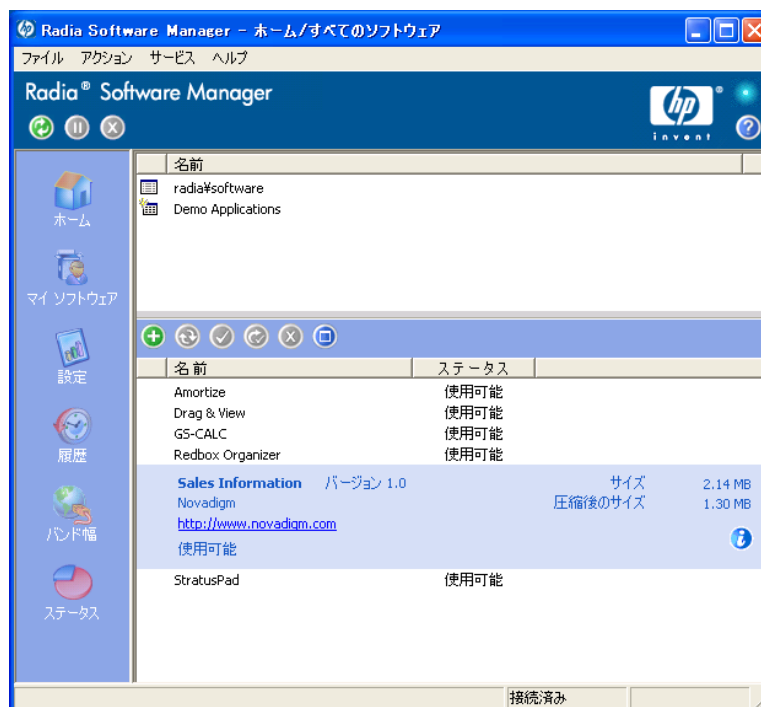 Radia Software Manager - ホーム/すべてのソフトウェア
ファイル アクション サービス ヘルプ
Radia® Software Manager
hp®
invent
名前
radia¥software
Demo Applications
ホーム
マイ ソフトウェア
設定
履歴
バンド幅
ステータス
名前 ステータス
Amortize 使用可能
Drag & View 使用可能
GS-CALC 使用可能
Redbox Organizer 使用可能
Sales Information バージョン 1.0 サイズ 2.14 MB
Novadigm 圧縮後のサイズ 1.30 MB
http://www.novadigm.com
使用可能
StratusPad 使用可能
接続済み